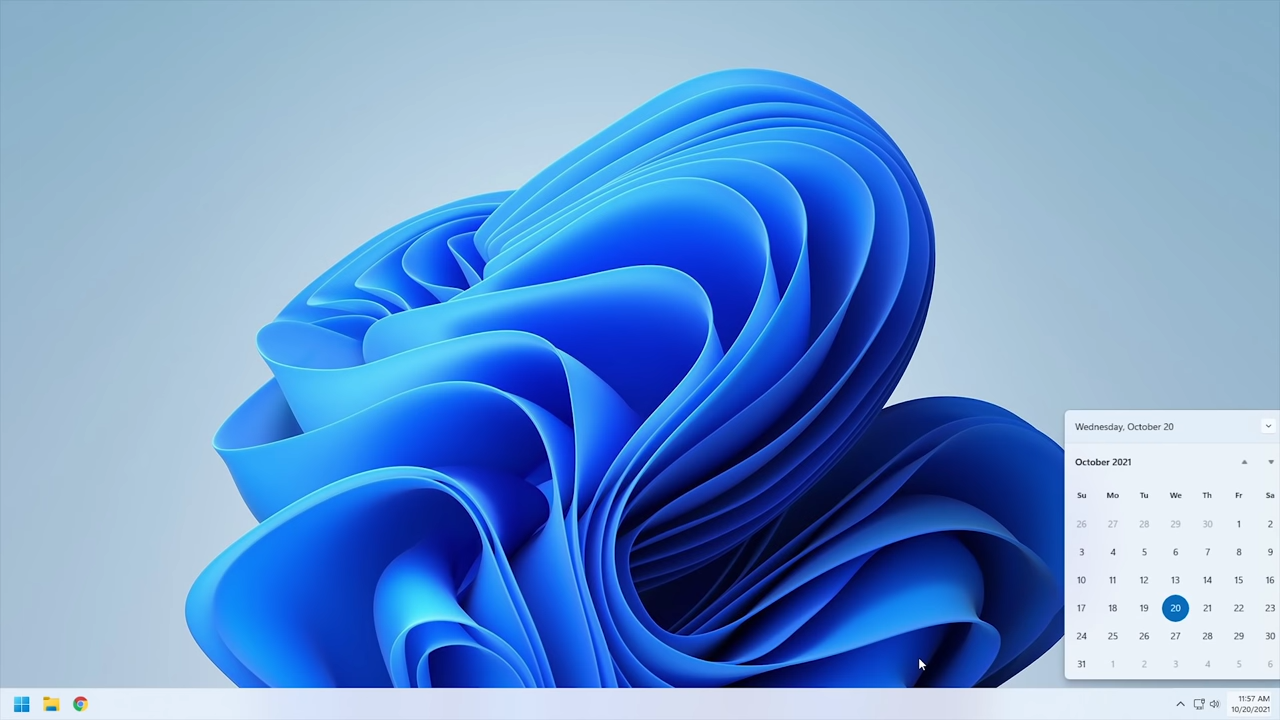 Wednesday, October 20
October 2021
Su Mo Tu We Th Fr Sa
26 27 28 29 30 1 2
3 4 5 6 7 8 9
10 11 12 13 14 15 16
17 18 19 20 21 22 23
24 25 26 27 28 29 30
31 1 2 3 4 5 6
11:57 AM
10/20/2021